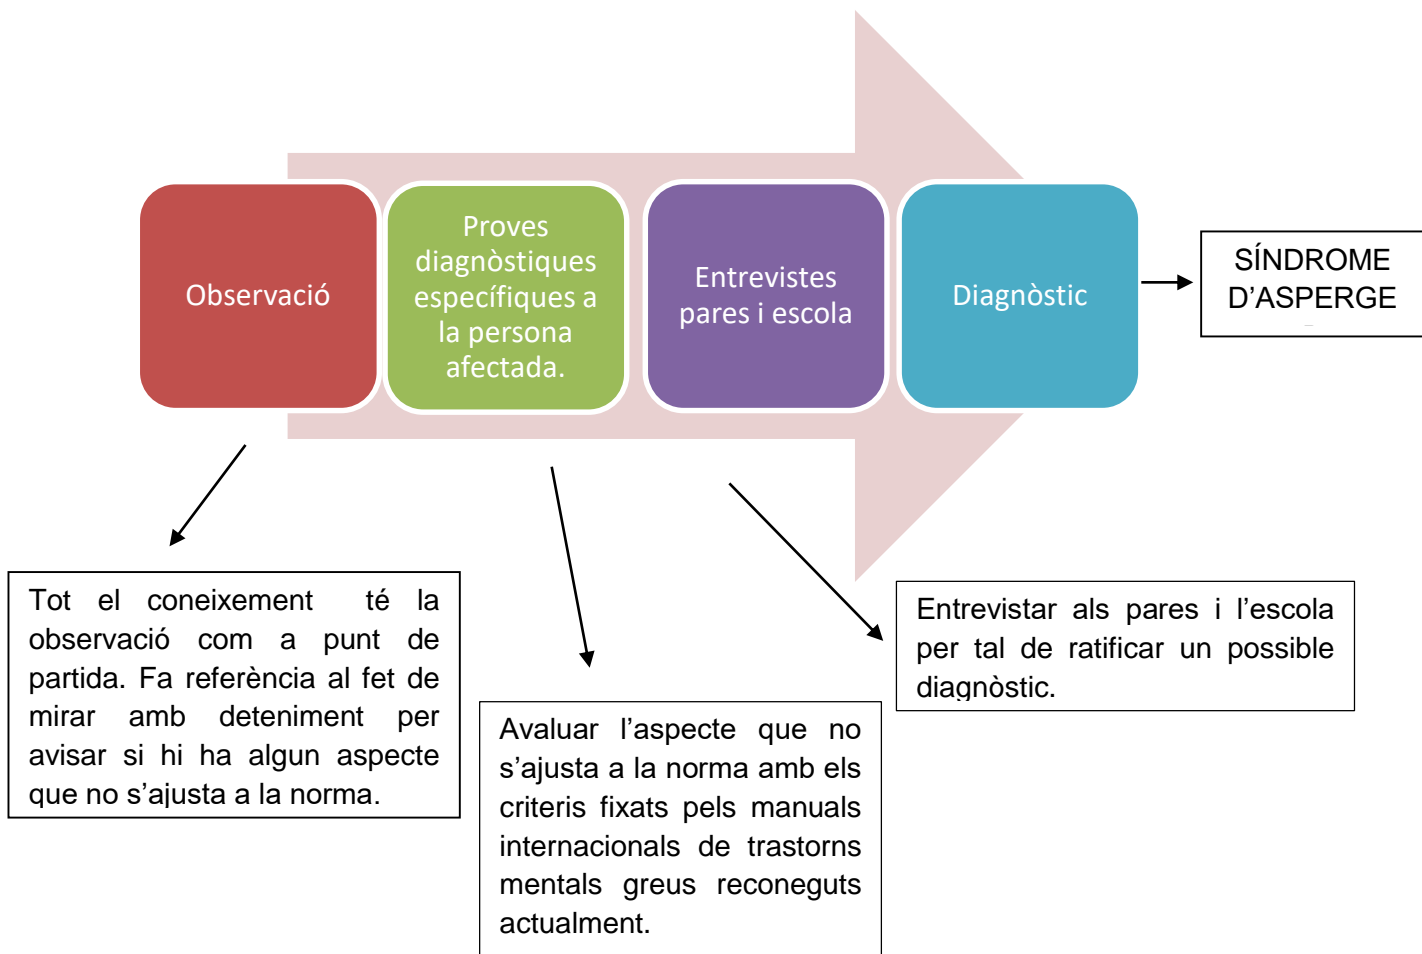 Observació
Proves
diagnòstiques
específiques a
la persona
afectada.
Entrevistes
pares i escola
Diagnòstic
SÍNDROME
D’ASPERGE
Tot el coneixement té la
observació com a punt de
partida. Fa referència al fet de
mirar amb deteniment per
avisar si hi ha algun aspecte
que no s’ajusta a la norma.
Avaluar l’aspecte que no
s’ajusta a la norma amb els
criteris fixats pels manuals
internacionals de trastorns
mentals greus reconeguts
actualment.
Entrevistar als pares i l’escola
per tal de ratificar un possible
diagnòstic.